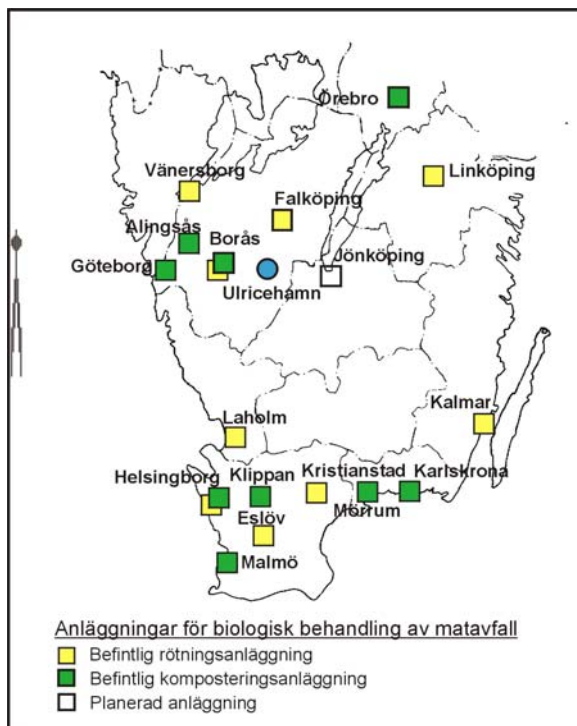 Ørebro
Linköping
Vänersborg
Falköping
Alingsås
Borås
Göteborg
Jönköping
Ulricehamn
Kalmar
Laholm
Helsingborg
Klippan
Kristianstad
Karlskrona
Mörrum
Eslöv
Malmö
Anläggningar för biologisk behandling av matavfall
Befintlig rötningsanläggning
Befintlig komposteringsanläggning
Planerad anläggning